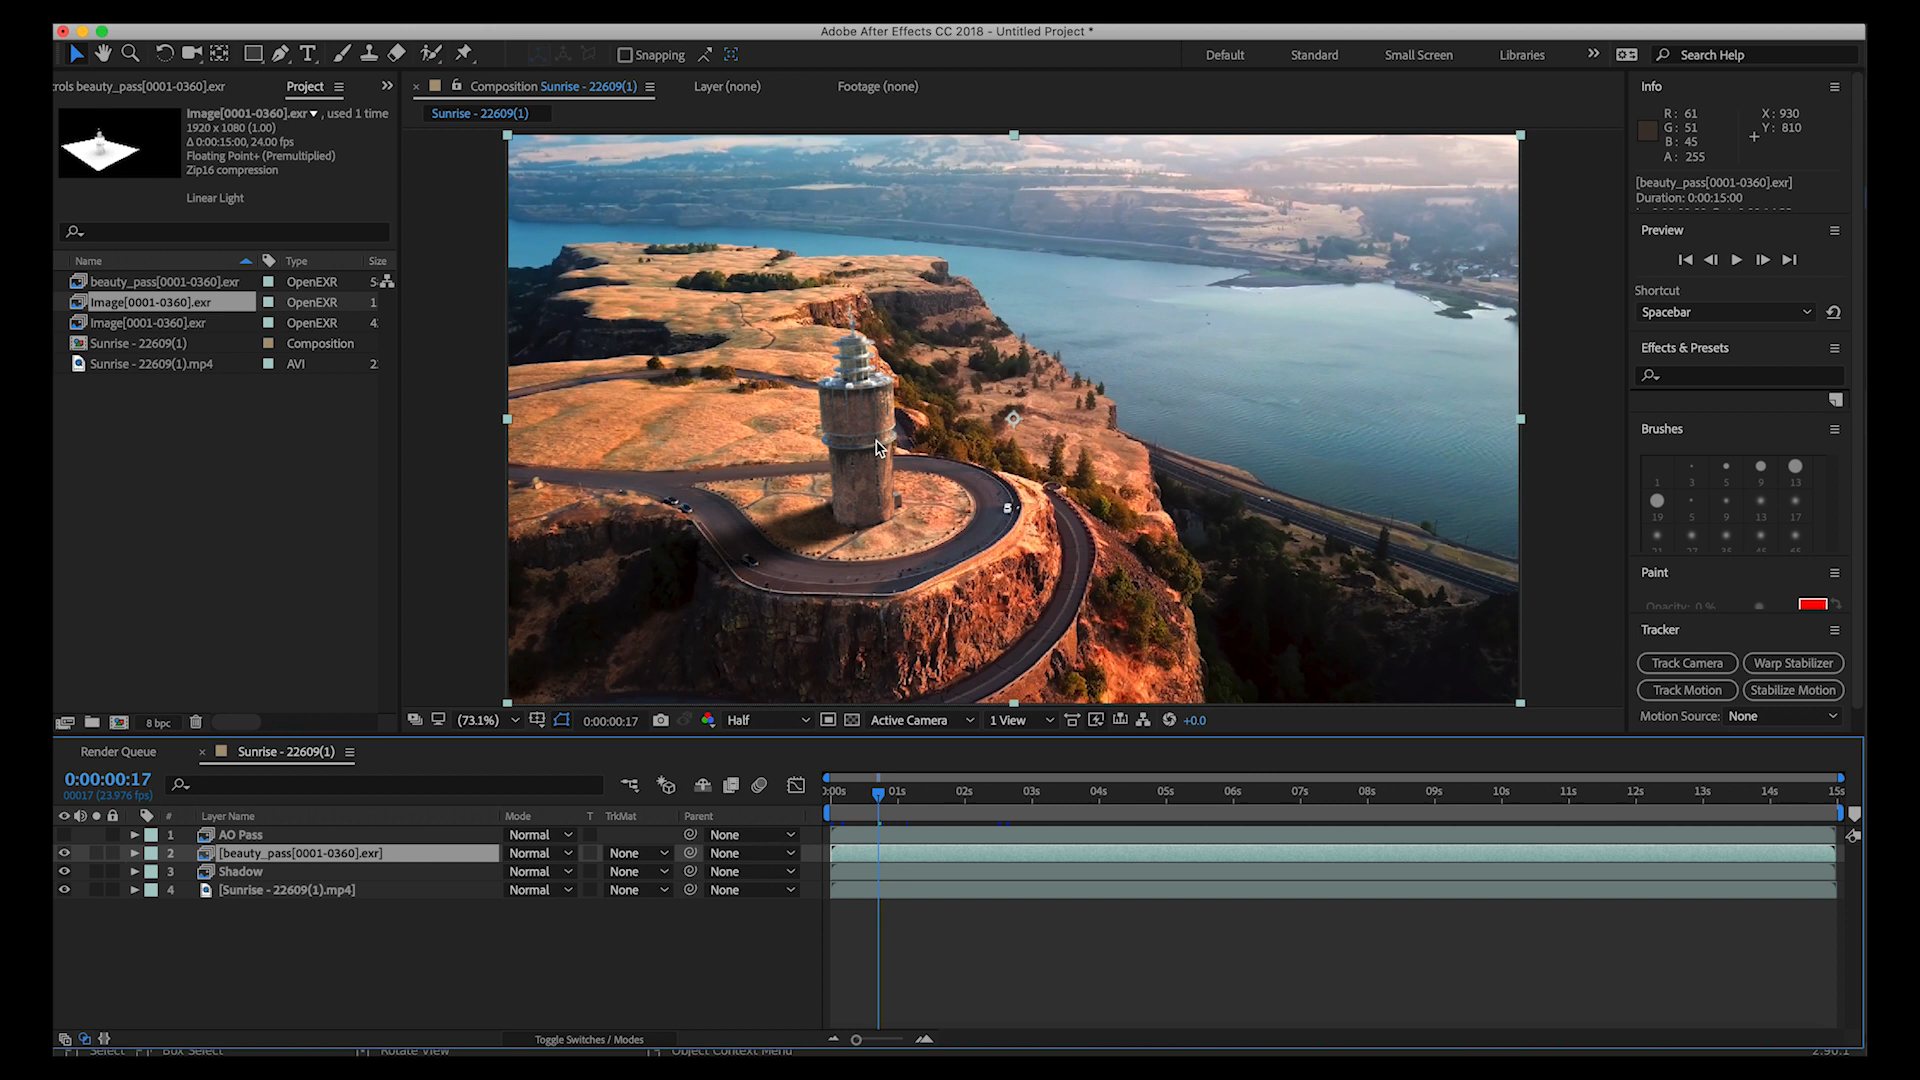 Adobe After Effects CC 2018 - Untitled Project *
Snapping
Default
Standard
Small Screen
Libraries
Search Help
rols beauty_pass[0001-0360].exr
Project
Composition Sunrise - 22609(1)
Layer (none)
Footage (none)
Sunrise - 22609(1)
Image[0001-0360].exr , used 1 time
1920 x 1080 (1.00)
Δ 0:00:15:00, 24.00 fps
Floating Point+ (Premultiplied)
Zip16 compression
Linear Light
Name Type Size
beauty_pass[0001-0360].exr OpenEXR 5
Image[0001-0360].exr OpenEXR 1
Image[0001-0360].exr OpenEXR 4
Sunrise - 22609(1) Composition
Sunrise - 22609(1).mp4 AVI 2
8 bpc
(73.1%)
0:00:00:17
Half
Active Camera
1 View
+0.0
Info
R: 61 X: 930
G: 51 Y: 810
B: 45
A: 255
[beauty_pass[0001-0360].exr]
Duration: 0:00:15:00
Preview
Shortcut
Spacebar
Effects & Presets
Brushes
1 3 5 9 13
19 5 9 13 17
21 27 35 45 65
Paint
Opacity: 0 %
Tracker
Track Camera Warp Stabilizer
Track Motion Stabilize Motion
Motion Source: None
Render Queue
Sunrise - 22609(1)
0:00:00:17
00017 (23.976 fps)
0:00s 01s 02s 03s 04s 05s 06s 07s 08s 09s 10s 11s 12s 13s 14s 15s
# Layer Name Mode T TrkMat Parent
1 AO Pass Normal None
2 [beauty_pass[0001-0360].exr] Normal None None
3 Shadow Normal None None
4 [Sunrise - 22609(1).mp4] Normal None None
Toggle Switches / Modes
Select Box Select Rotate View Object Context Menu 2.90.1